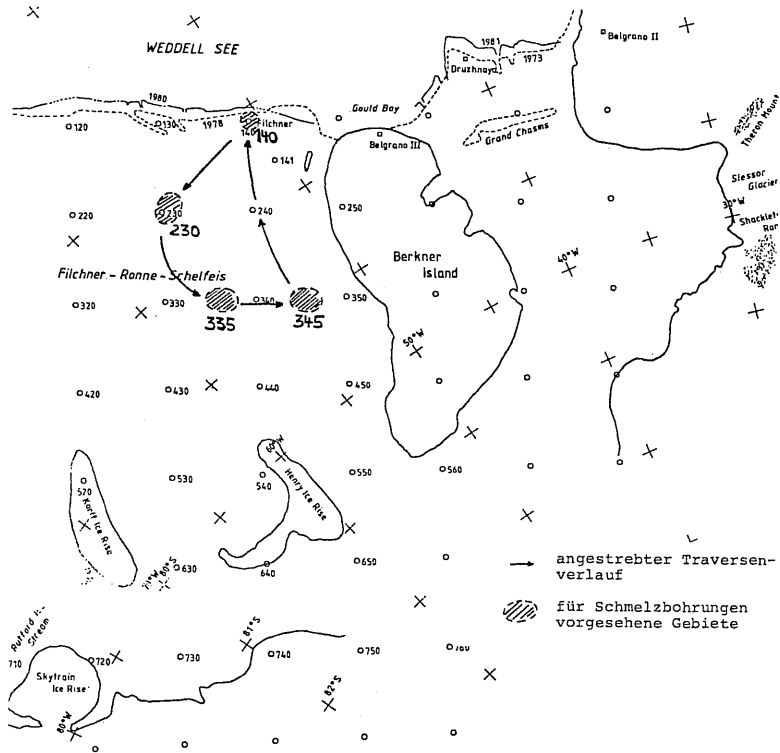 WEDDELL SEE
1980
1978
Filchner
140
140
120
130
Gould Bay
Belgrano III
1981
1973
Druzhnaya
Belgrano II
Grand Chasms
Theron Mount
Slessor
Glacier
30°W
Shacklet
Ran
141
220
230
230
240
250
Berkner
Island
40°W
Filchner - Ronne - Schelfeis
320
330
335
340
345
350
50°W
420
430
440
450
60°W
Henry Ice Rise
530
540
550
560
570
Korff Ice Rise
80°S
630
640
650
angestrebter Traversen-
verlauf
für Schmelzbohrungen
vorgesehene Gebiete
Rutford
Stream
710
Skytrain
Ice Rise
720
730
81°S
740
750
760
82°S
80°W